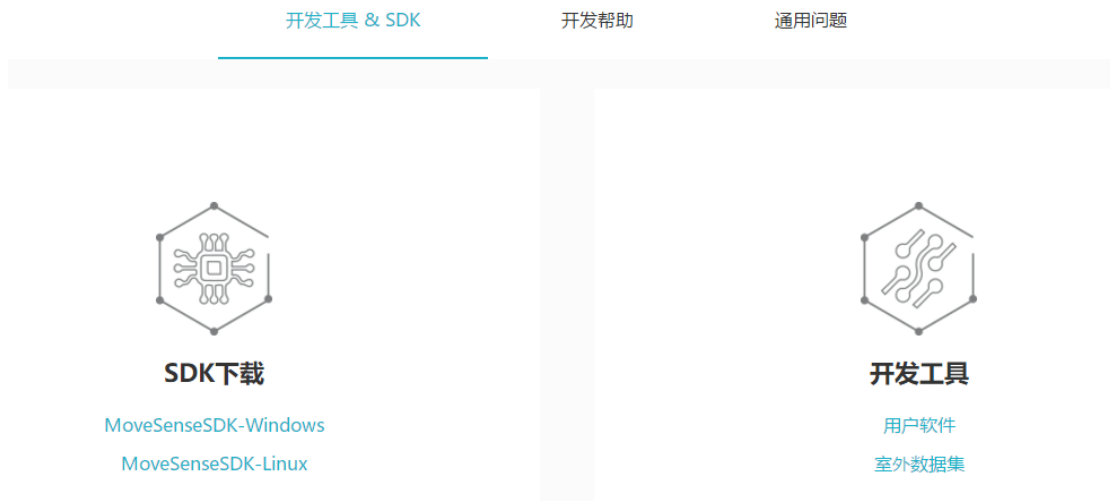 开发工具 & SDK 开发帮助 通用问题
SDK下载
MoveSenseSDK-Windows
MoveSenseSDK-Linux
开发工具
用户软件
室外数据集